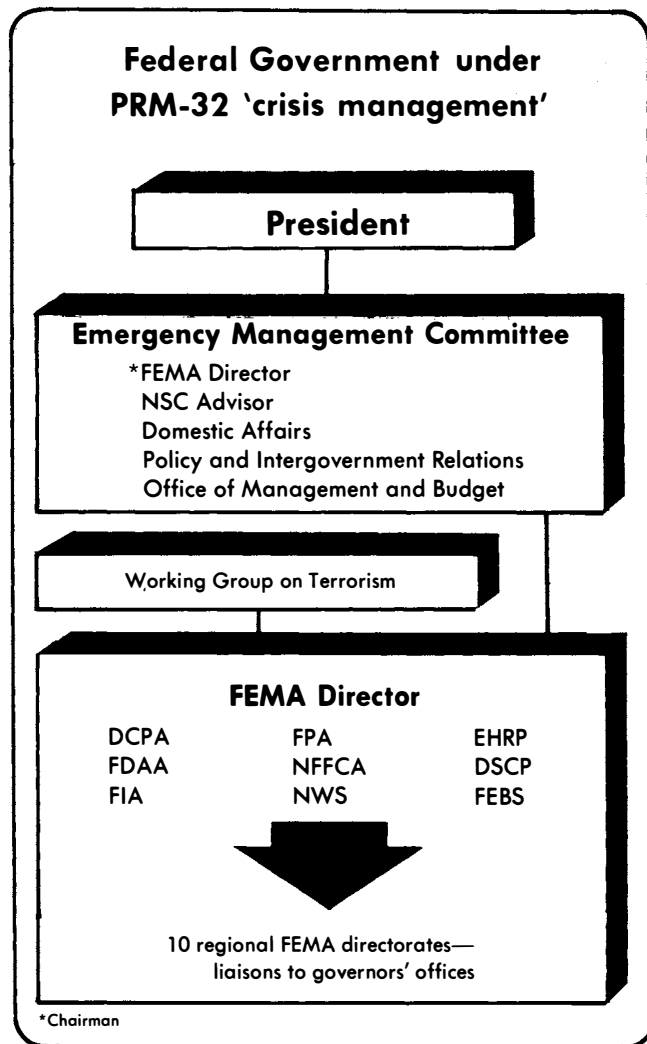 Federal Government under
PRM-32 'crisis management'
President
Emergency Management Committee
*FEMA Director
NSC Advisor
Domestic Affairs
Policy and Intergovernment Relations
Office of Management and Budget
Working Group on Terrorism
FEMA Director
DCPA FPA EHRP
FDAA NFFCA DSCP
FIA NWS FEBS
10 regional FEMA directorates—
liaisons to governors' offices
*Chairman